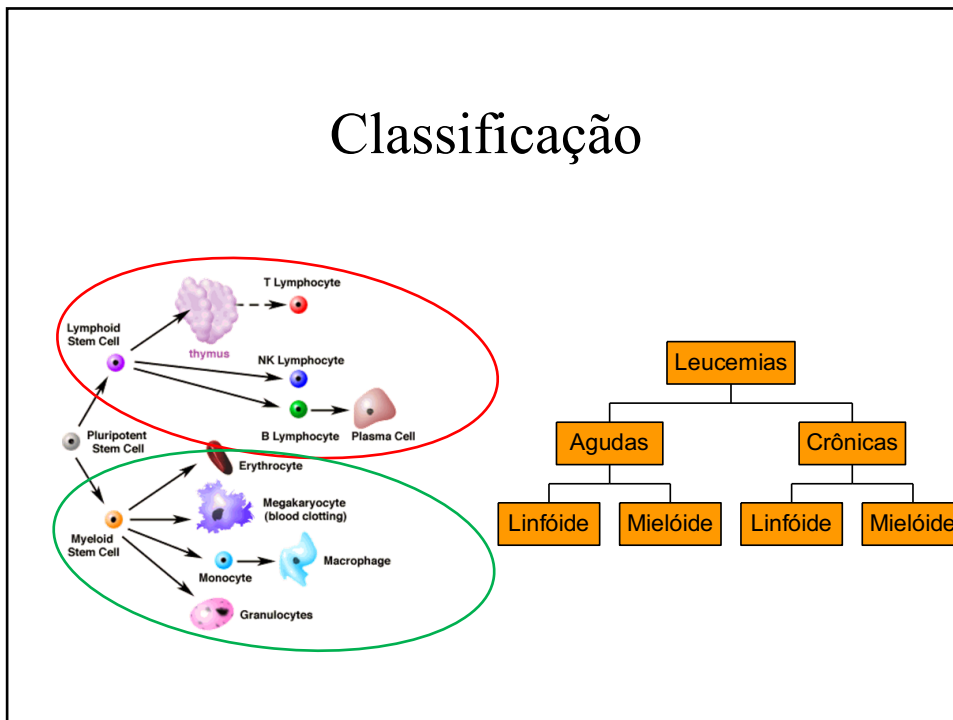 Classificação
T Lymphocyte
Lymphoid
Stem Cell
thymus
NK Lymphocyte
B Lymphocyte
Plasma Cell
Pluripotent
Stem Cell
Erythrocyte
Megakaryocyte
(blood clotting)
Myeloid
Stem Cell
Monocyte
Macrophage
Granulocytes
Leucemias
Agudas
Crônicas
Linfóide
Mielóide
Linfóide
Mielóide